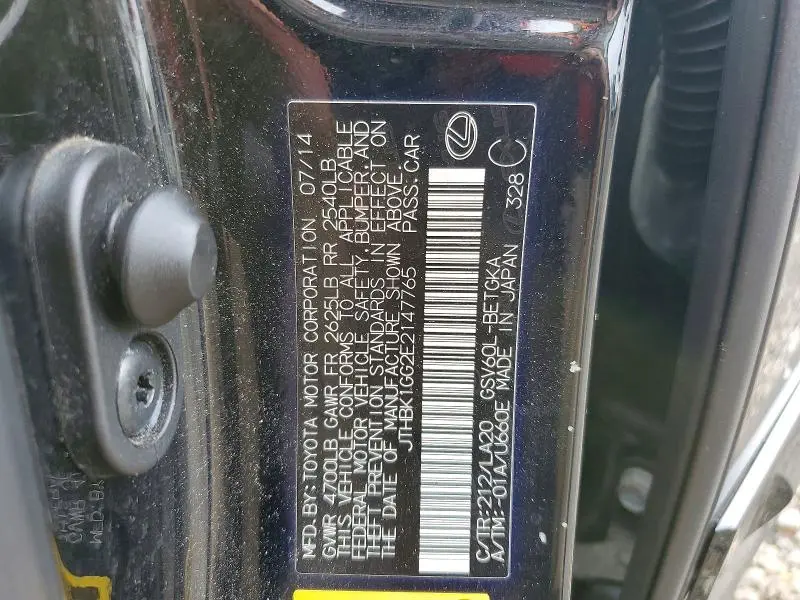 MFD.BY:TOYOTA MOTOR CORPORATION 07/14
GVWR 4700LB GAWR FR 2625LB RR 2540LB
THIS VEHICLE CONFORMS TO ALL APPLICABLE
FEDERAL MOTOR VEHICLE SAFETY, BUMPER, AND
THEFT PREVENTION STANDARDS IN EFFECT ON
THE DATE OF MANUFACTURE SHOWN ABOVE.
JTHBK1GG2E2147765 PASS.CAR
C/TR:212/LA20 GSV60L-BETGKA
A/TM:-01A/U660E MADE IN JAPAN 328 C